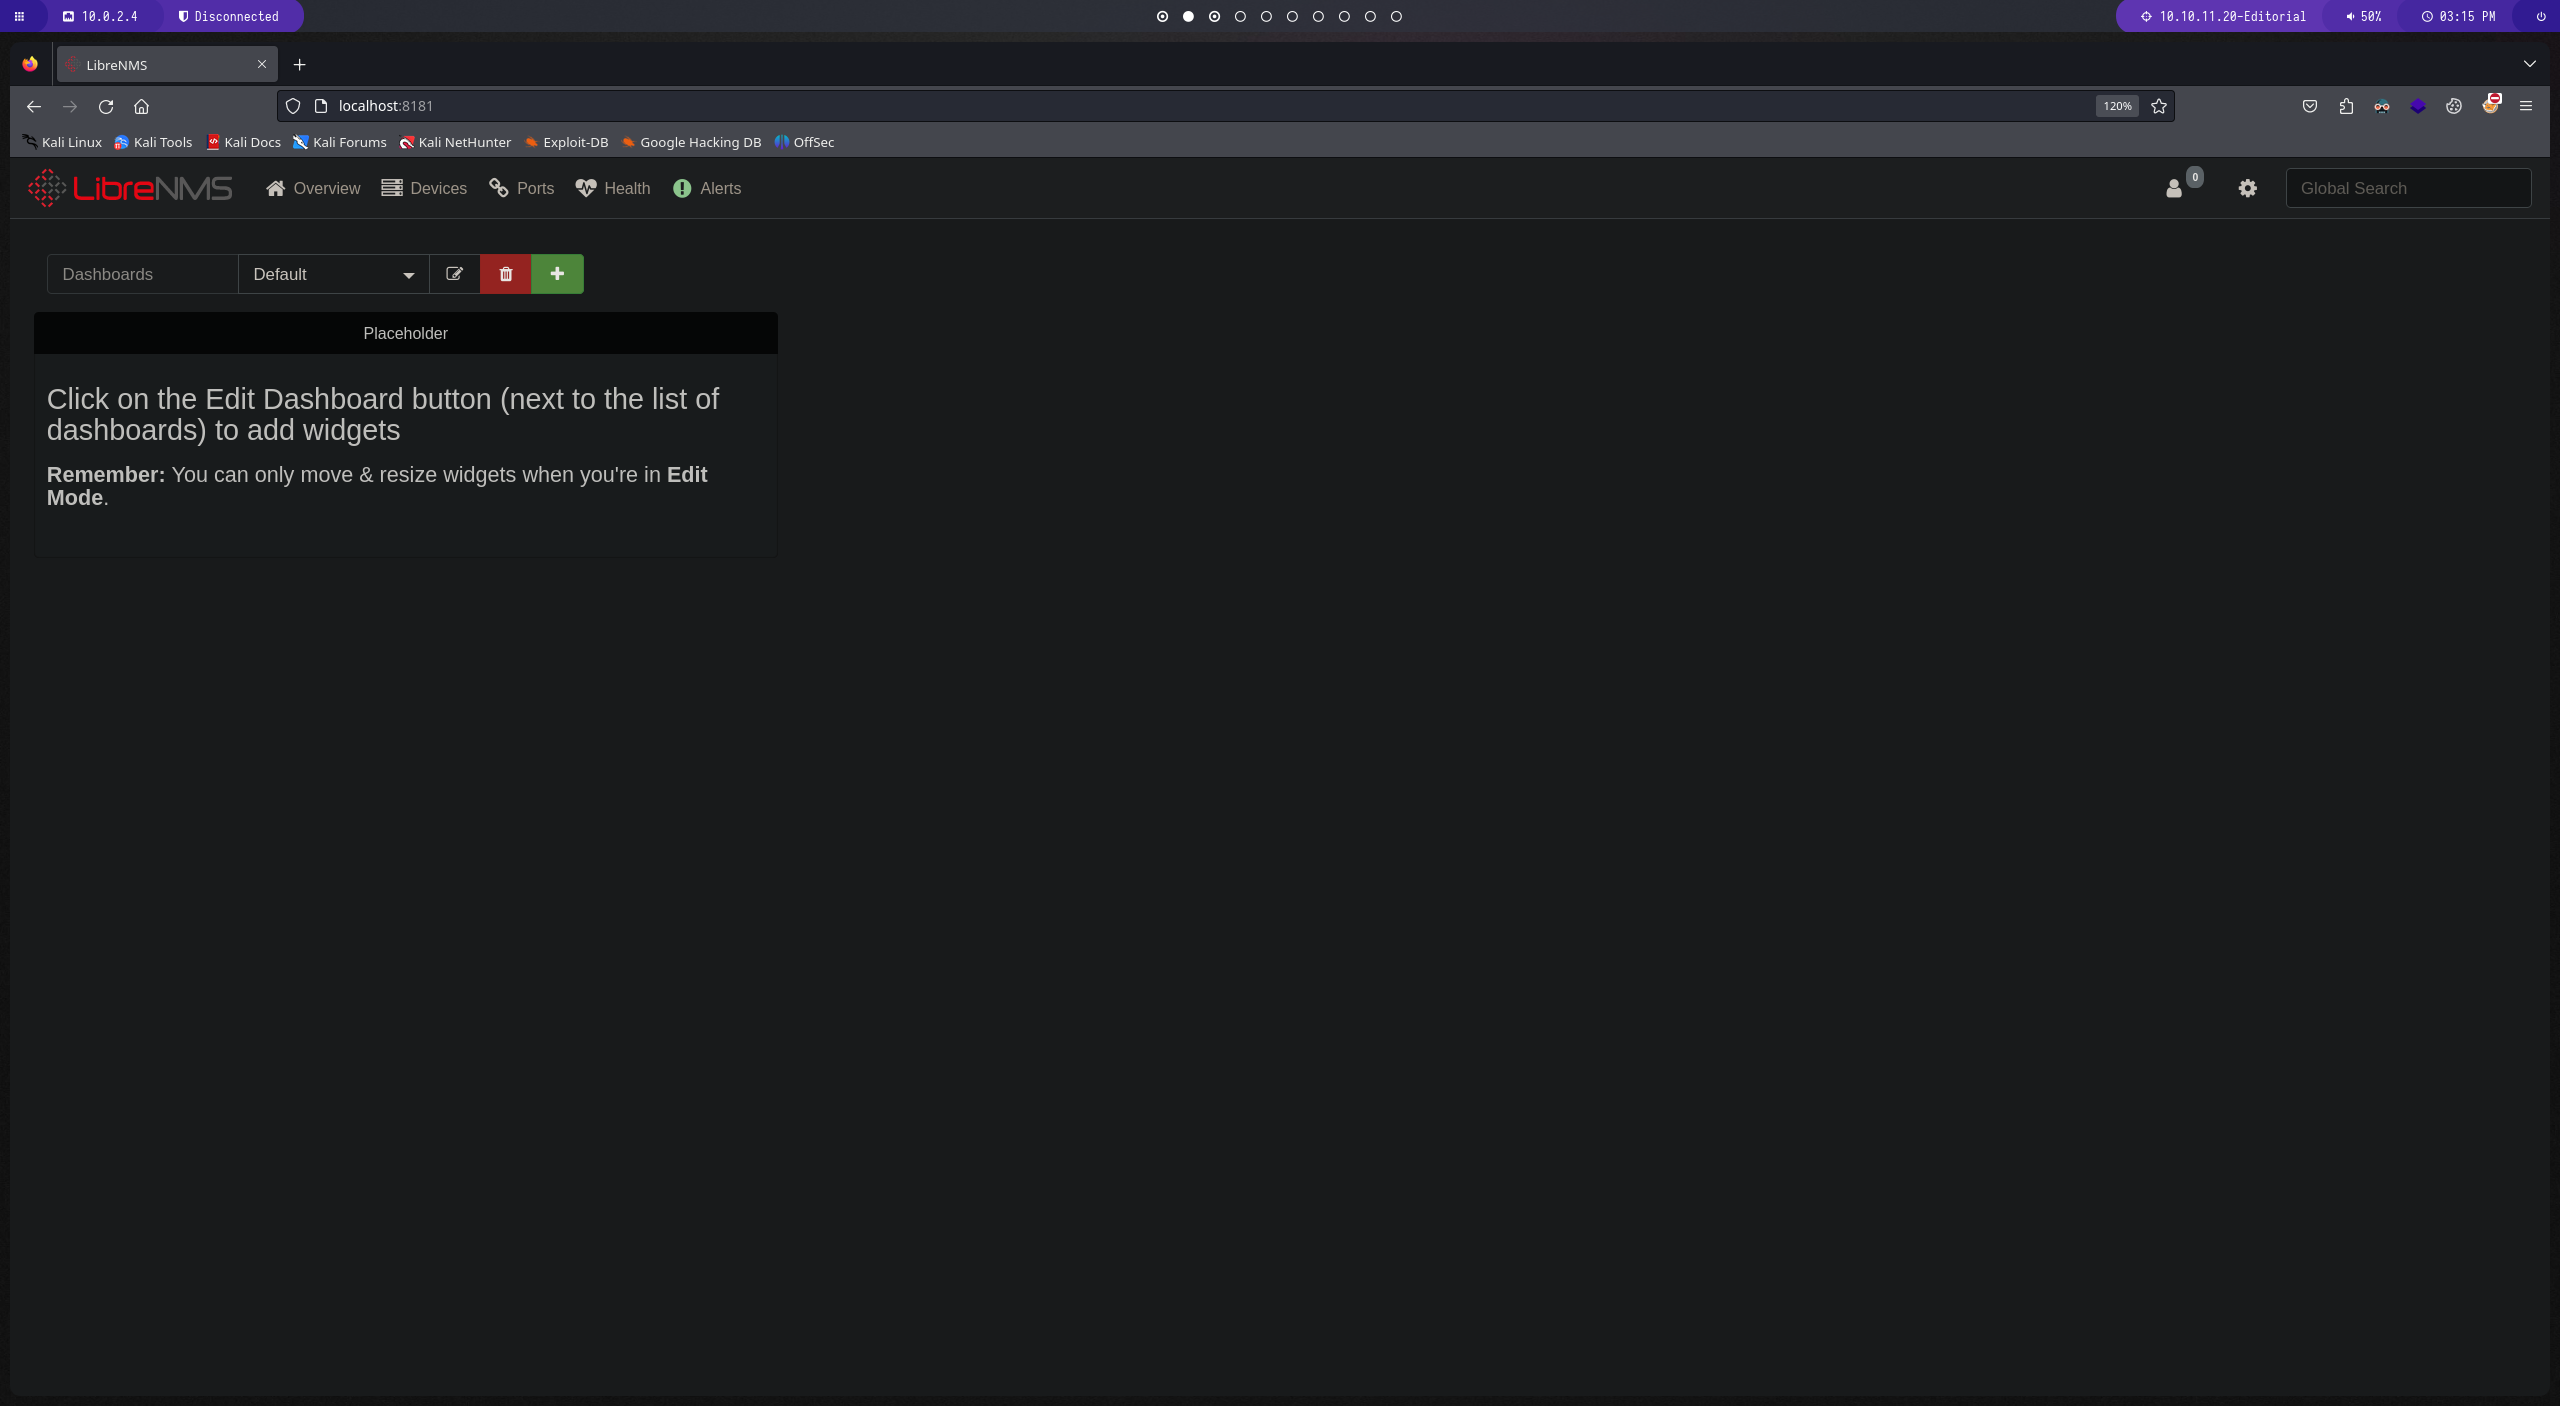 10.0.2.4 Disconnected 10.10.11.20-Editorial 50% 03:15 PM
LibreNMS
localhost:8181 120%
Kali Linux Kali Tools Kali Docs Kali Forums Kali NetHunter Exploit-DB Google Hacking DB OffSec
LibreNMS Overview Devices Ports Health Alerts 0 Global Search
Dashboards Default
Placeholder
Click on the Edit Dashboard button (next to the list of
dashboards) to add widgets
Remember: You can only move & resize widgets when you're in Edit
Mode.